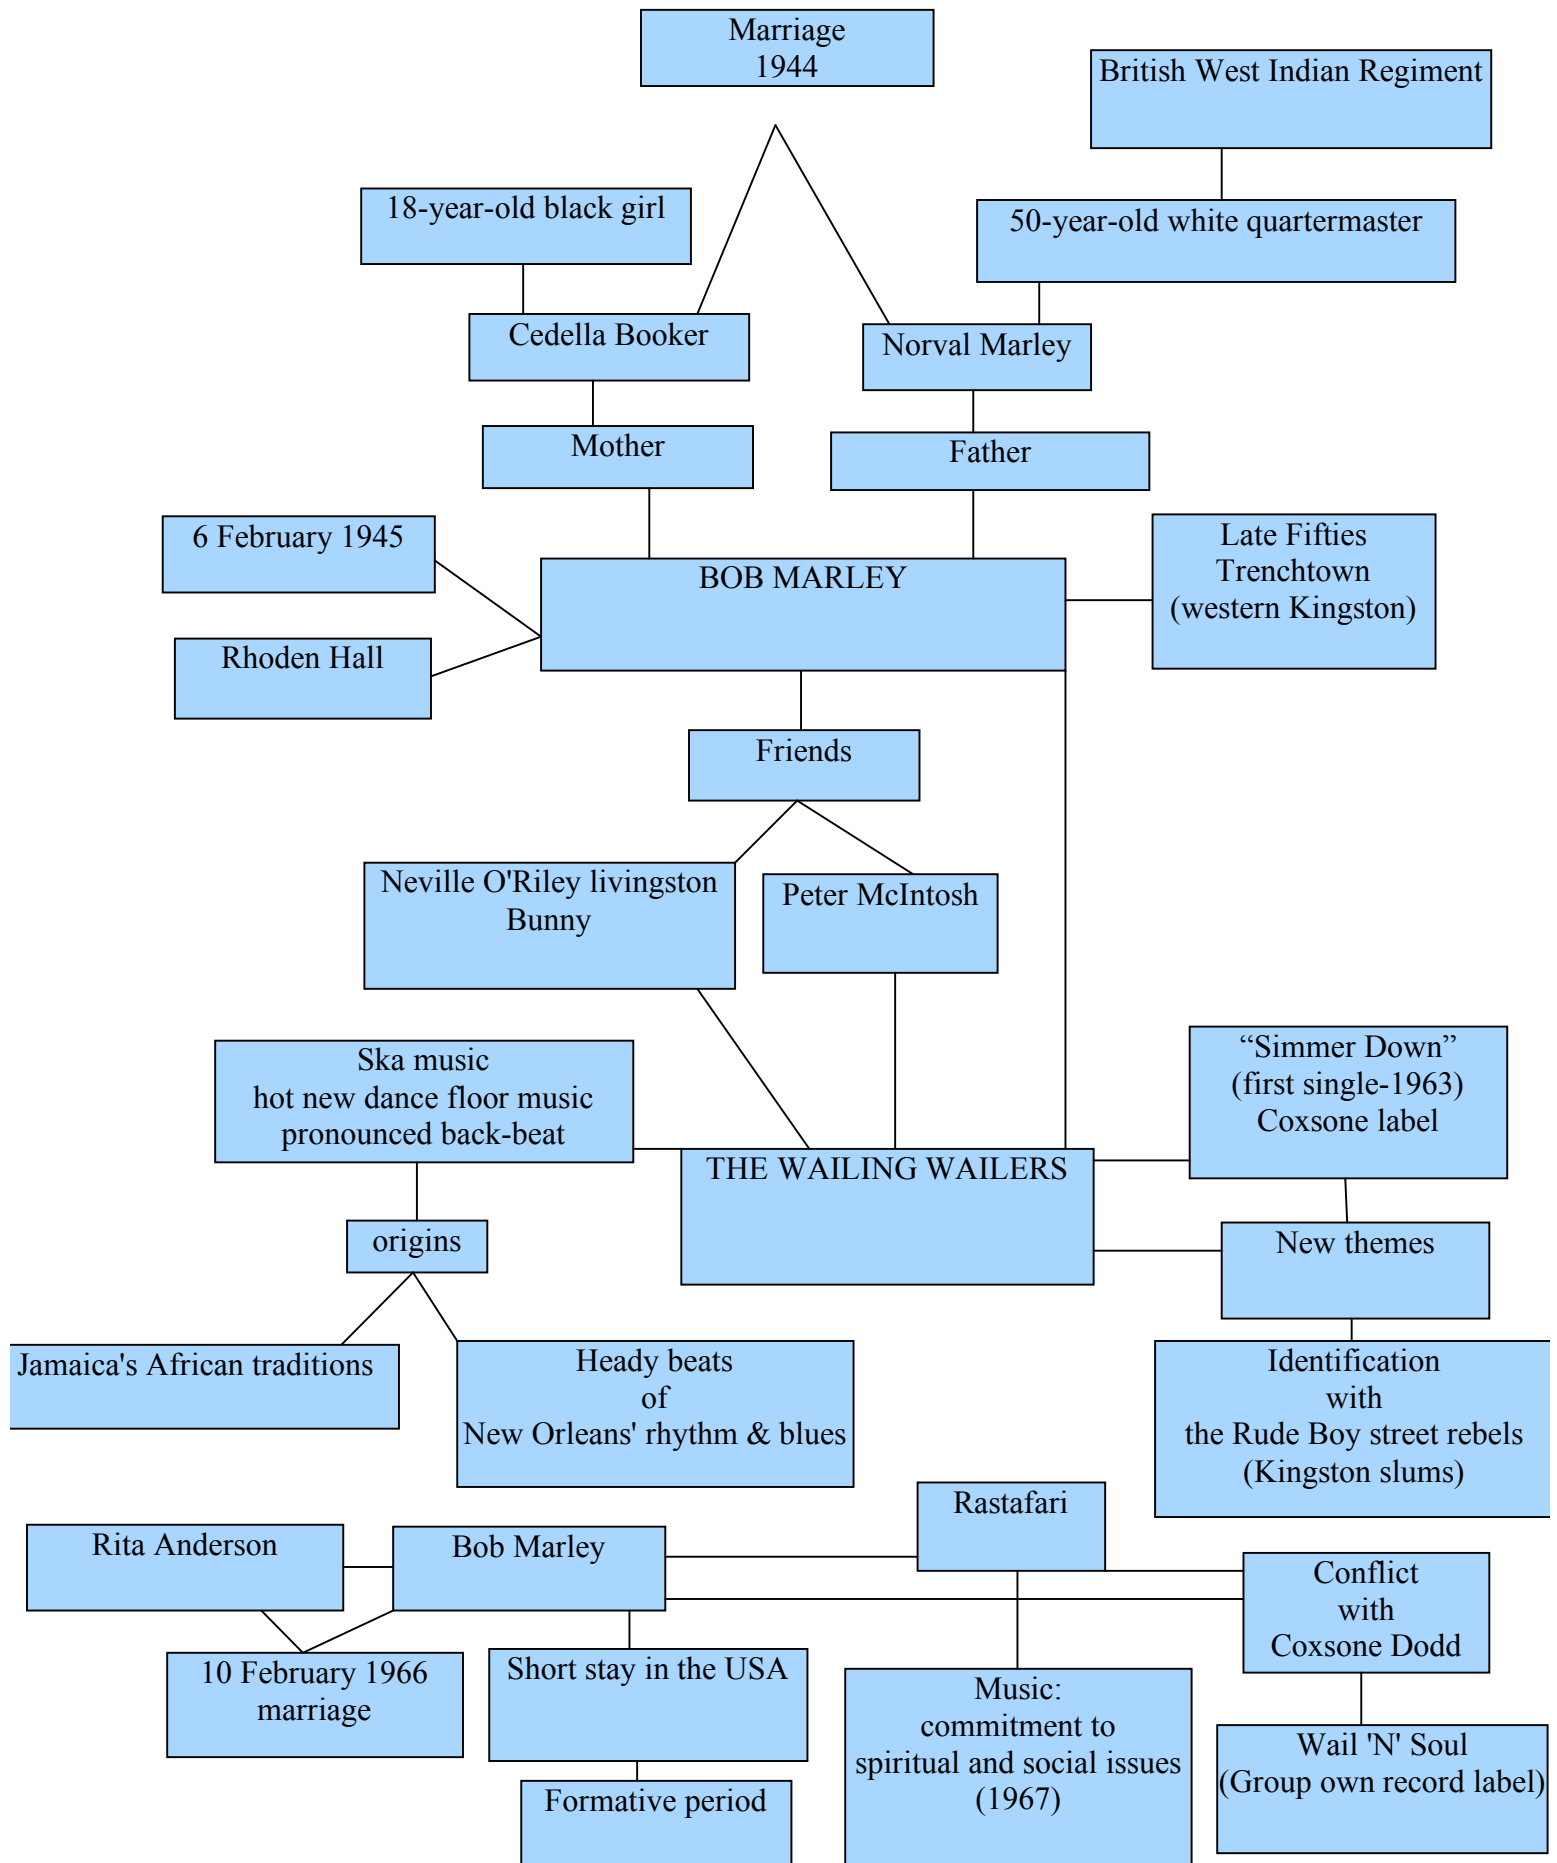 Marriage
1944
British West Indian Regiment
18-year-old black girl
50-year-old white quartermaster
Cedella Booker
Norval Marley
Mother
Father
6 February 1945
BOB MARLEY
Late Fifties
Trenchtown
(western Kingston)
Rhoden Hall
Friends
Neville O'Riley livingston
Bunny
Peter McIntosh
Ska music
hot new dance floor music
pronounced back-beat
“Simmer Down”
(first single-1963)
Coxsone label
THE WAILING WAILERS
origins
New themes
Jamaica's African traditions
Heady beats
of
New Orleans' rhythm & blues
Identification
with
the Rude Boy street rebels
(Kingston slums)
Rastafari
Rita Anderson
Bob Marley
Conflict
with
Coxsone Dodd
10 February 1966
marriage
Short stay in the USA
Music:
commitment to
spiritual and social issues
(1967)
Wail 'N' Soul
(Group own record label)
Formative period